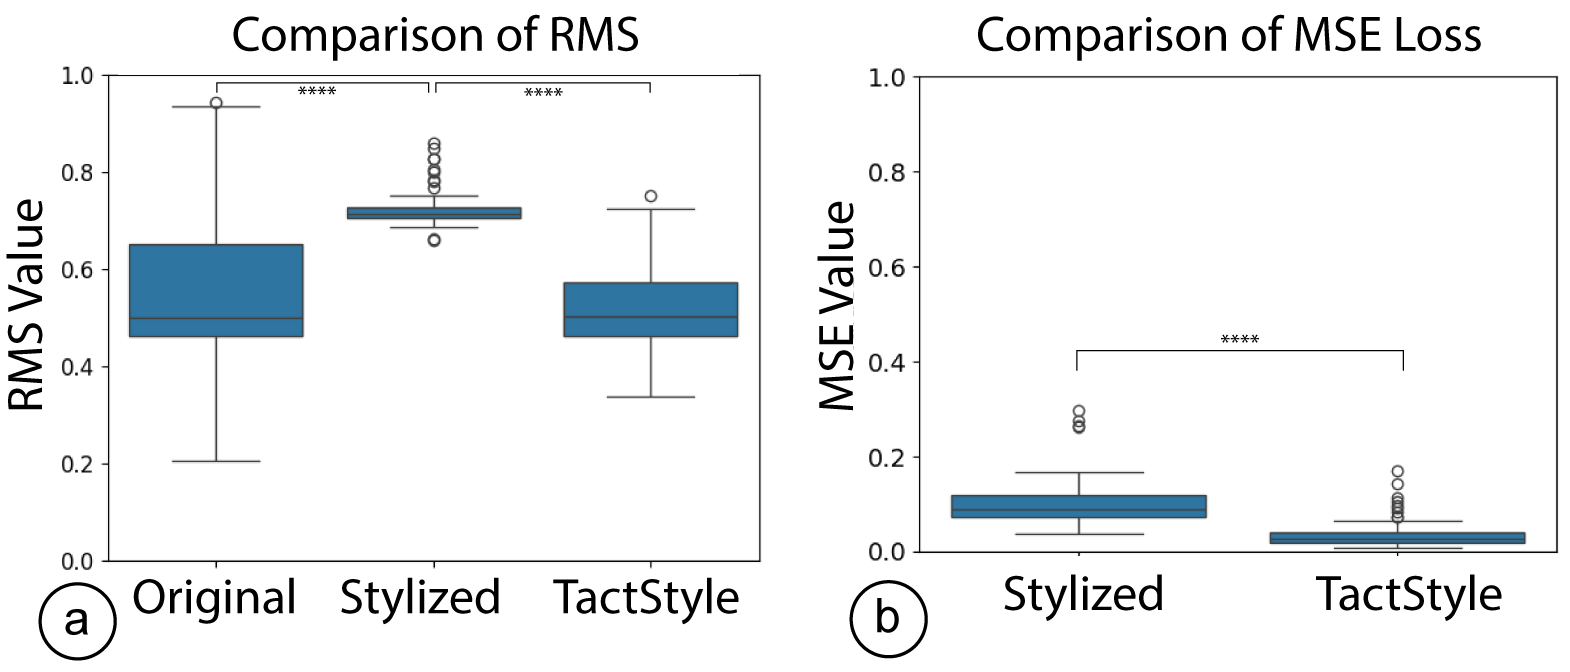 Comparison of RMS
1.0
0.8
0.6
0.4
0.2
0.0
RMS Value
****
****
Original
Stylized
TactStyle
a
Comparison of MSE Loss
1.0
0.8
0.6
0.4
0.2
0.0
MSE Value
****
Stylized
TactStyle
b